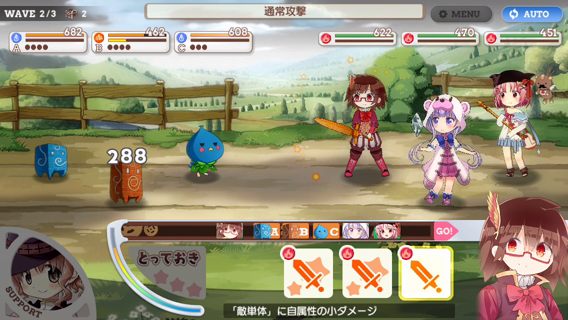 WAVE 2/3 2
通常攻撃
MENU
AUTO
682
A
462
B
608
C
622
470
451
288
A B C GO!
とっておき
SUPPORT
「敵単体」に自属性の小ダメージ